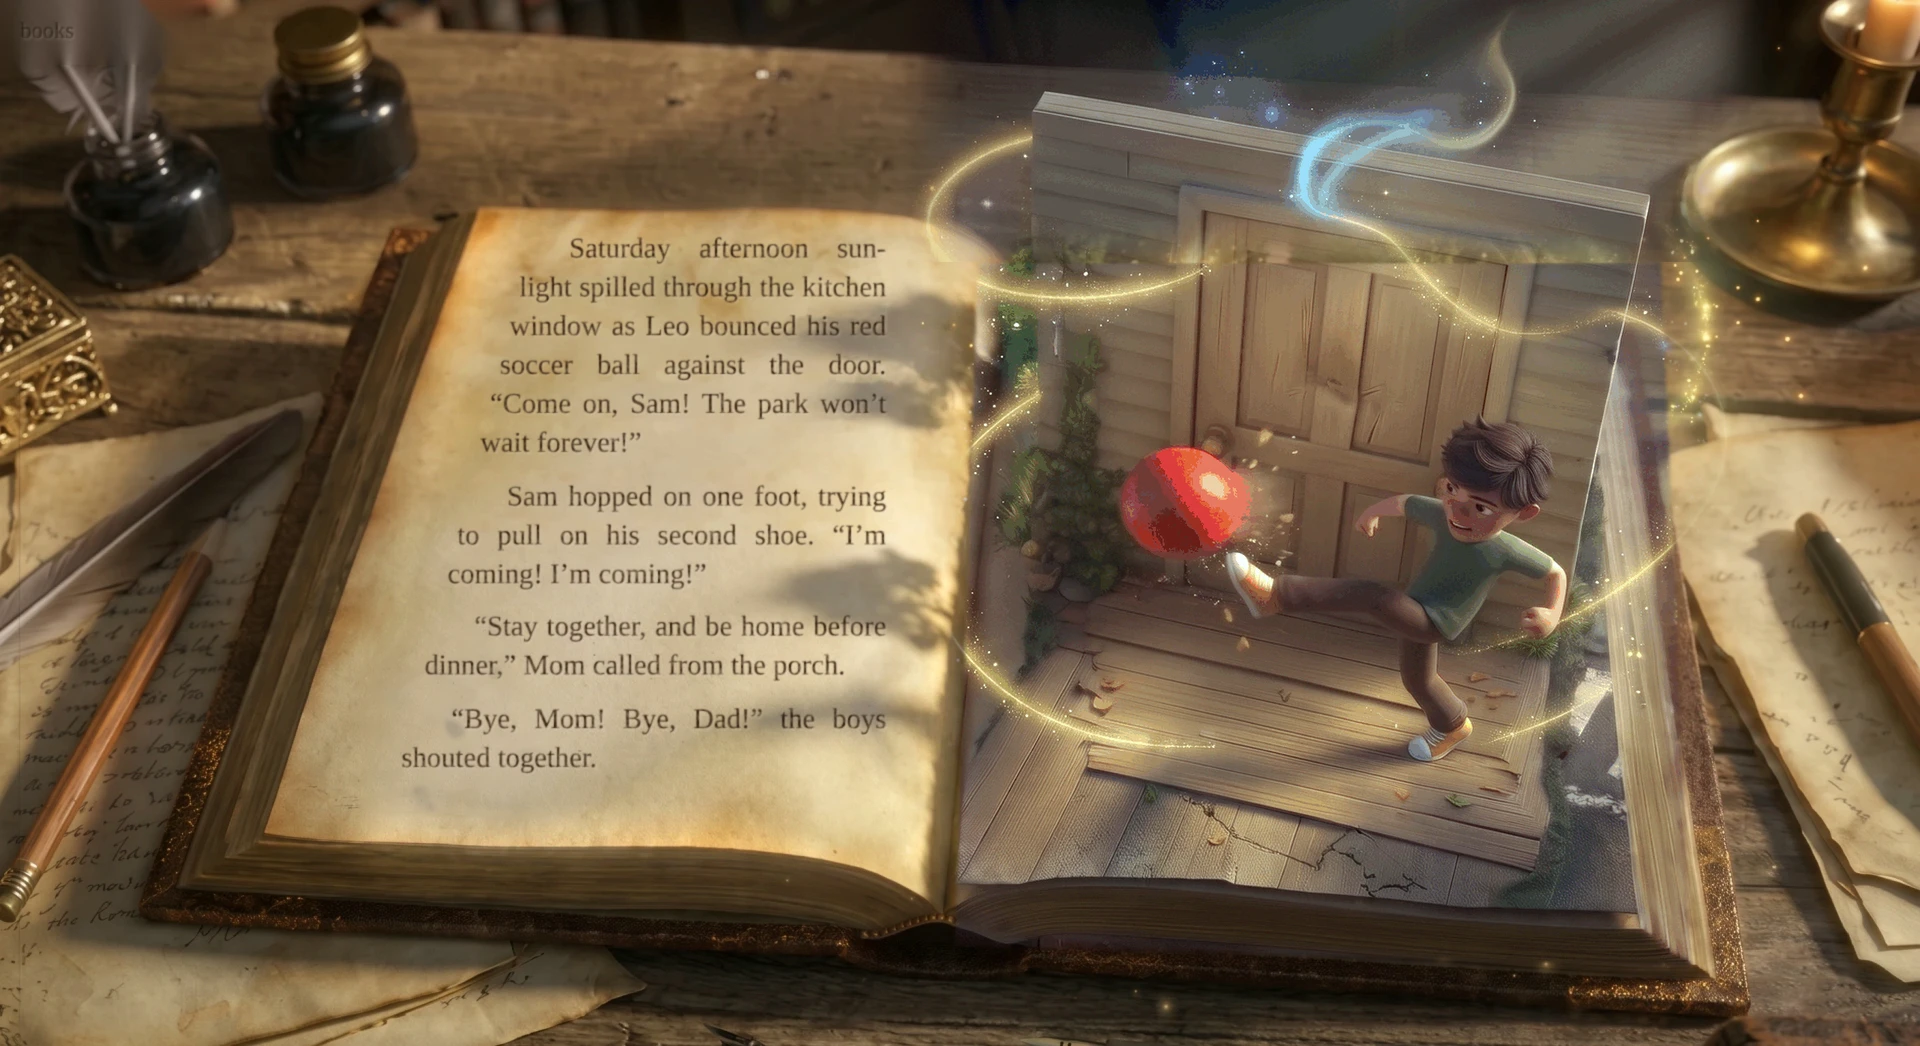 books
Saturday afternoon sun-
light spilled through the kitchen
window as Leo bounced his red
soccer ball against the door.
“Come on, Sam! The park won’t
wait forever!”
Sam hopped on one foot, trying
to pull on his second shoe. “I’m
coming! I’m coming!”
“Stay together, and be home before
dinner,” Mom called from the porch.
“Bye, Mom! Bye, Dad!” the boys
shouted together.